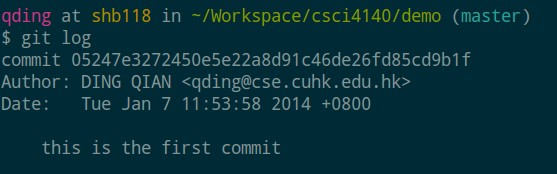 qding at shb118 in ~/Workspace/csci4140/demo (master)
$ git log
commit 05247e3272450e5e22a8d91c46de26fd85cd9b1f
Author: DING QIAN <qding@cse.cuhk.edu.hk>
Date:   Tue Jan 7 11:53:58 2014 +0800
    this is the first commit